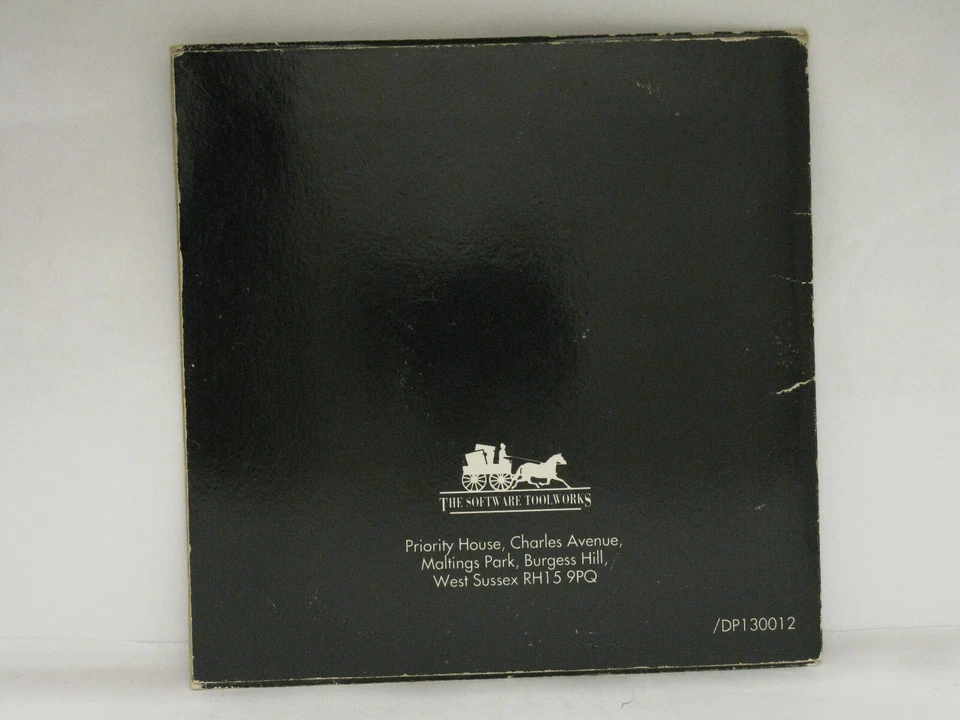 THE SOFTWARE TOOLWORKS
Priority House, Charles Avenue,
Maltings Park, Burgess Hill,
West Sussex RH15 9PQ
/DP130012